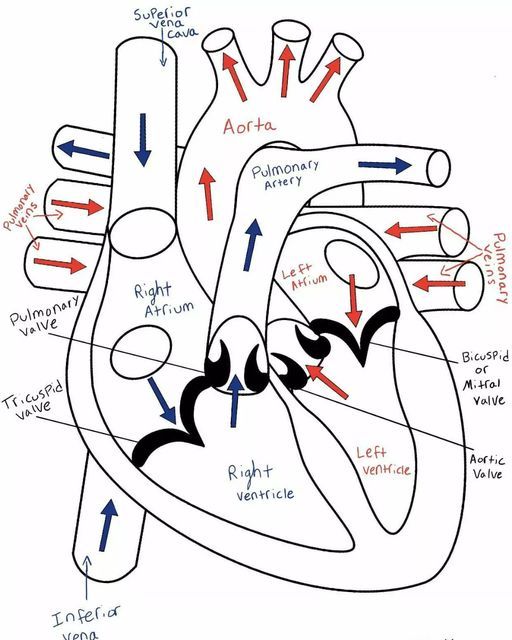 Superior
vena
cava
Aorta
Pulmonary
Artery
Pulmonary
veins
Pulmonary
veins
Left
Atrium
Right
Atrium
Pulmonary
valve
Tricuspid
valve
Bicuspid
or
Mitral
valve
Left
ventricle
Aortic
Valve
Right
ventricle
Inferior
vena